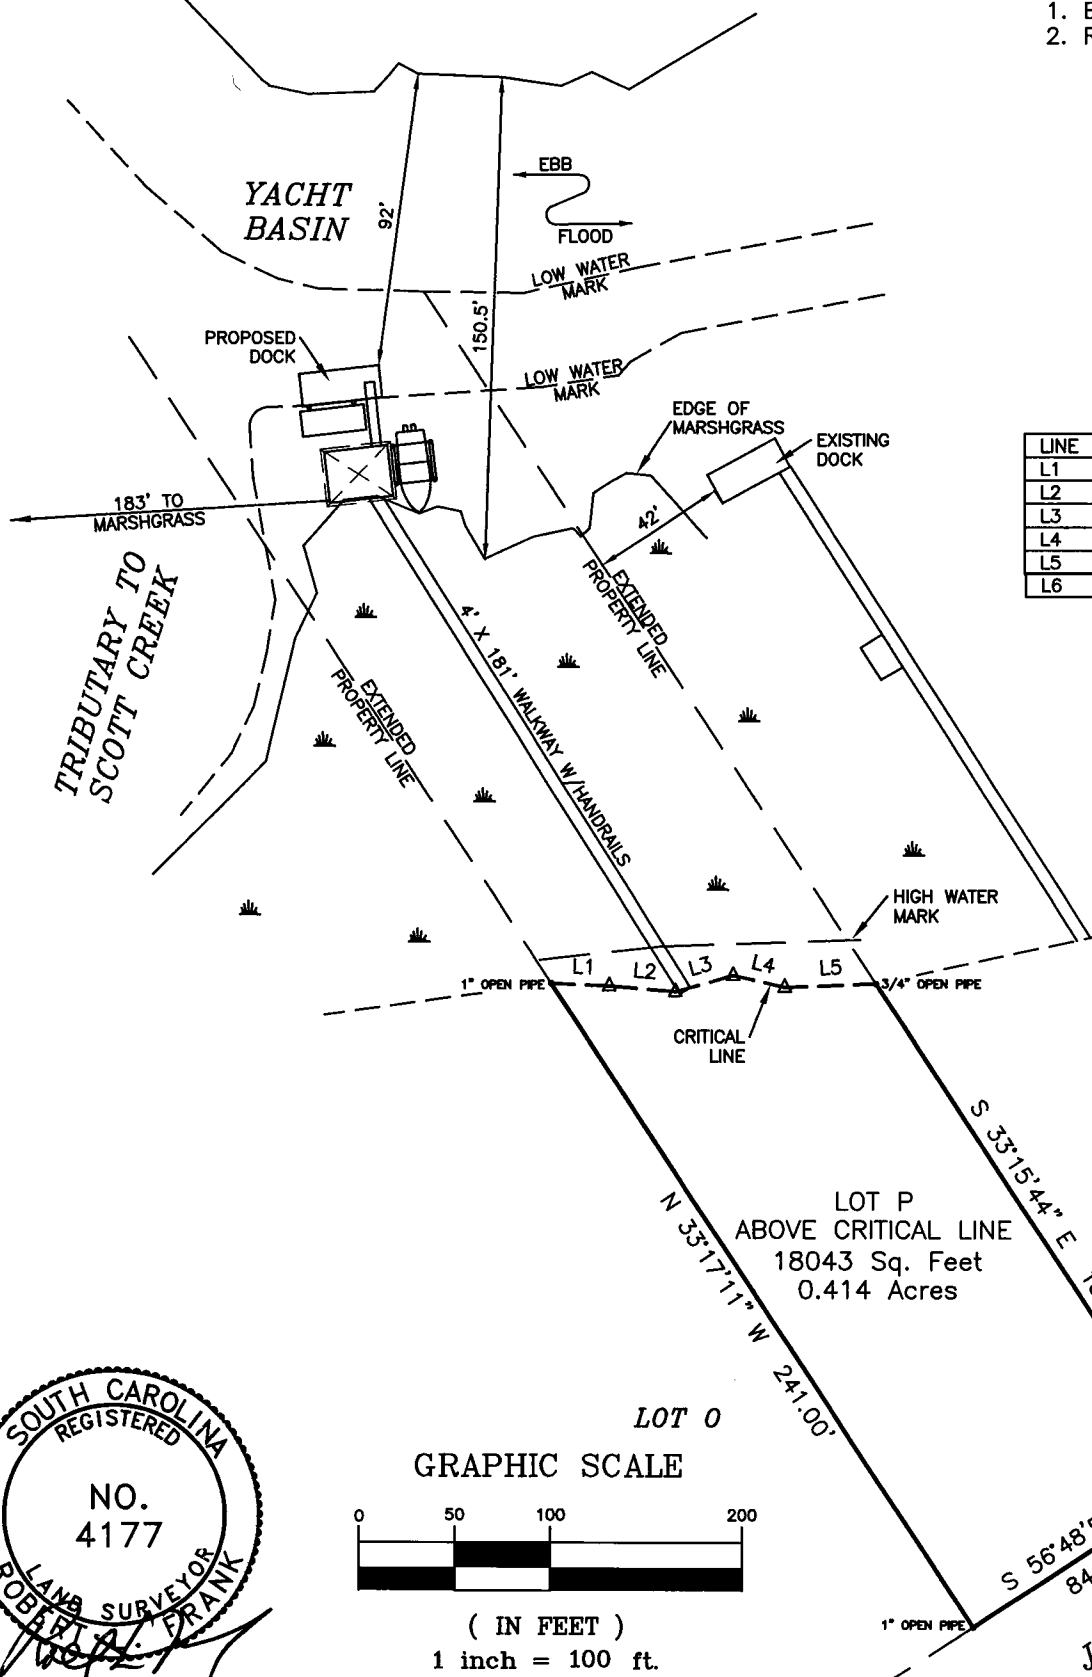 1. E
2. R
EBB
YACHT
BASIN
92'
FLOOD
LOW WATER
MARK
150.5'
PROPOSED
DOCK
LOW WATER
MARK
EDGE OF
MARSHGRASS
EXISTING
DOCK
LINE
L1
L2
L3
L4
L5
L6
183' TO
MARSHGRASS
42'
TRIBUTARY TO
SCOTT CREEK
EXTENDED
PROPERTY LINE
4' X 181' WALKWAY W/HANDRAILS
EXTENDED
PROPERTY LINE
HIGH WATER
MARK
L1
L2
L3
L4
L5
1" OPEN PIPE
3/4" OPEN PIPE
CRITICAL
LINE
S 33°15'44" E
LOT P
ABOVE CRITICAL LINE
18043 Sq. Feet
0.414 Acres
N 33°17'11" W 241.00'
SOUTH CAROLINA
REGISTERED
NO.
4177
LAND SURVEYOR
FRANK
LOT O
GRAPHIC SCALE
0 50 100 200
( IN FEET )
1 inch = 100 ft.
S 56°48'
84
1" OPEN PIPE
J